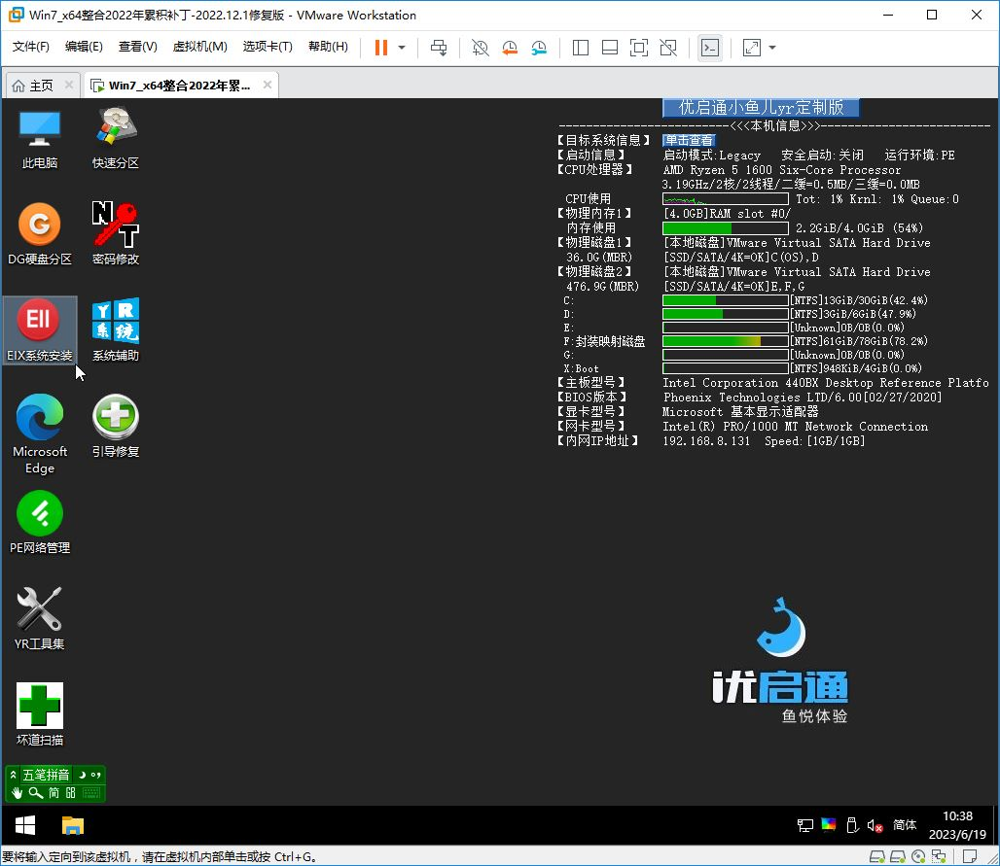 Win7_x64整合2022年累积补丁-2022.12.1修复版 - VMware Workstation
文件(F) 编辑(E) 查看(V) 虚拟机(M) 选项卡(T) 帮助(H)
主页
Win7_x64整合2022年累...
此电脑
快速分区
DG硬盘分区
NT
密码修改
G
EII
EIX系统安装
YR系统
系统辅助
Microsoft Edge
引导修复
PE网络管理
YR工具集
坏道扫描
优启通小鱼儿yr定制版
-------------------------<<<本机信息>>>-------------------------
【目标系统信息】 单击查看
【启动信息】 启动模式:Legacy 安全启动:关闭 运行环境:PE
【CPU处理器】 AMD Ryzen 5 1600 Six-Core Processor
3.19GHz/2核/2线程/二缓=0.5MB/三缓=0.0MB
CPU使用 Tot: 1% Krnl: 1% Queue:0
【物理内存1】 [4.0GB]RAM slot #0/
内存使用 2.2GiB/4.0GiB (54%)
【物理磁盘1】 [本地磁盘]VMware Virtual SATA Hard Drive
36.0G(MBR) [SSD/SATA/4K=OK]C(OS),D
【物理磁盘2】 [本地磁盘]VMware Virtual SATA Hard Drive
476.9G(MBR) [SSD/SATA/4K=OK]E,F,G
C: [NTFS]13GiB/30GiB(42.4%)
D: [NTFS]3GiB/6GiB(47.9%)
E: [Unknown]0B/0B(0.0%)
F:封装映射磁盘 [NTFS]61GiB/78GiB(78.2%)
G: [Unknown]0B/0B(0.0%)
X:Boot [NTFS]948KiB/4GiB(0.0%)
【主板型号】 Intel Corporation 440BX Desktop Reference Platfo
【BIOS版本】 Phoenix Technologies LTD/6.00[02/27/2020]
【显卡型号】 Microsoft 基本显示适配器
【网卡型号】 Intel(R) PRO/1000 MT Network Connection
【内网IP地址】 192.168.8.131 Speed:[1GB/1GB]
优启通
鱼悦体验
五笔拼音
简
简体
10:38
2023/6/19
要将输入定向到该虚拟机，请在虚拟机内部单击或按 Ctrl+G。